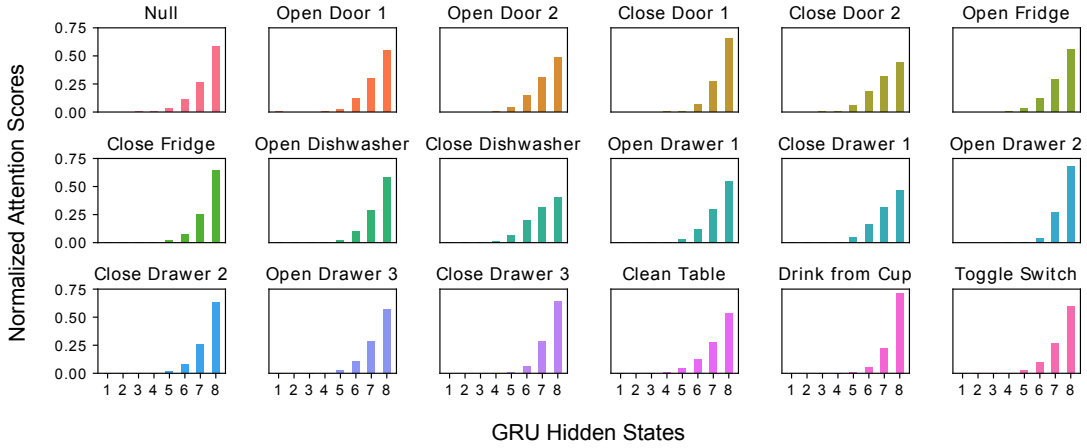 Normalized Attention Scores
Null Open Door 1 Open Door 2 Close Door 1 Close Door 2 Open Fridge
0.75
0.50
0.25
0.00
Close Fridge Open Dishwasher Close Dishwasher Open Drawer 1 Close Drawer 1 Open Drawer 2
0.75
0.50
0.25
0.00
Close Drawer 2 Open Drawer 3 Close Drawer 3 Clean Table Drink from Cup Toggle Switch
0.75
0.50
0.25
0.00
1 2 3 4 5 6 7 8 1 2 3 4 5 6 7 8 1 2 3 4 5 6 7 8 1 2 3 4 5 6 7 8 1 2 3 4 5 6 7 8 1 2 3 4 5 6 7 8
GRU Hidden States